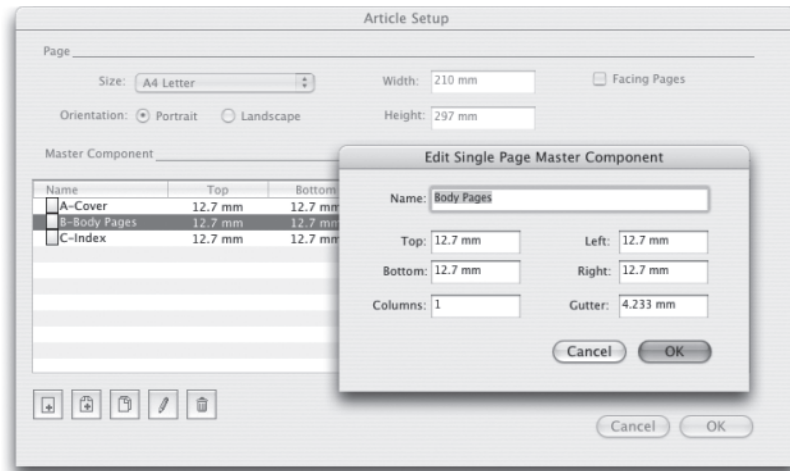 Article Setup
Page
Size: A4 Letter Width: 210 mm Facing Pages
Orientation: Portrait Landscape Height: 297 mm
Master Component
Name Top Bottom
A-Cover 12.7 mm 12.7 mm
B-Body Pages 12.7 mm 12.7 mm
C-Index 12.7 mm 12.7 mm
Edit Single Page Master Component
Name: Body Pages
Top: 12.7 mm Left: 12.7 mm
Bottom: 12.7 mm Right: 12.7 mm
Columns: 1 Gutter: 4.233 mm
Cancel OK
Cancel OK